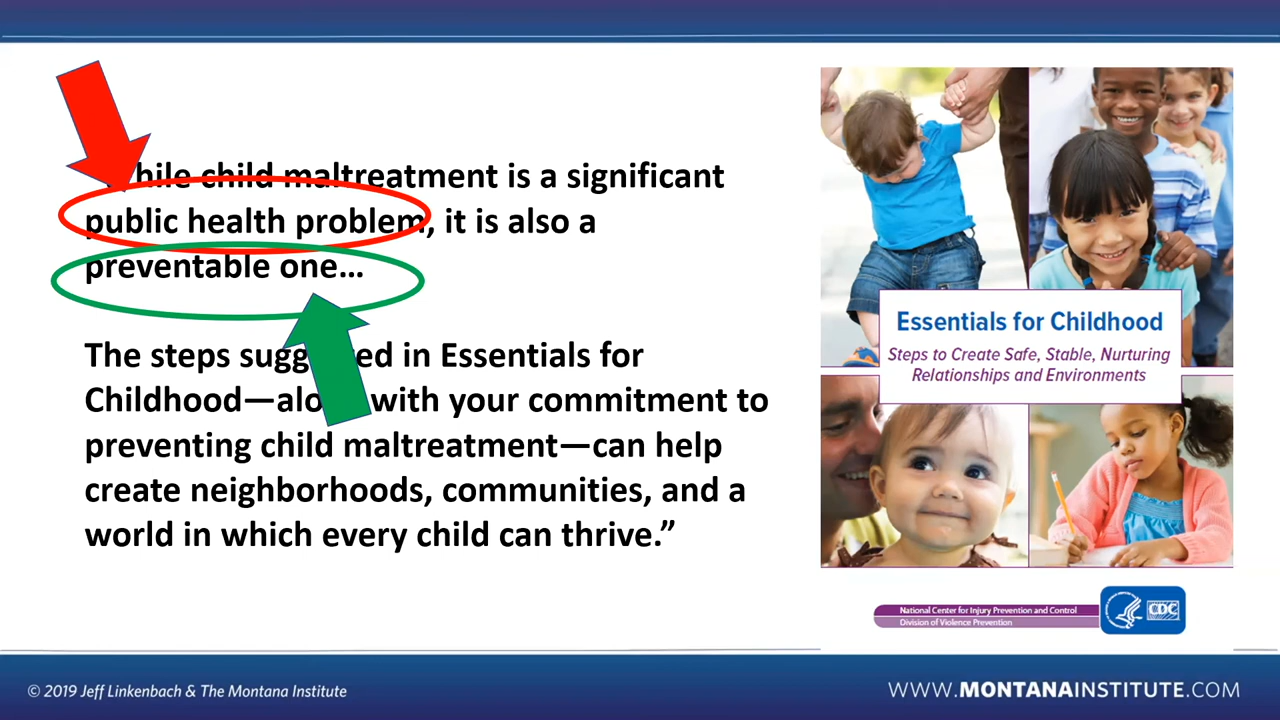 hile child maltreatment is a significant
public health problem, it is also a
preventable one…
The steps sugg ed in Essentials for
Childhood—alo with your commitment to
preventing child maltreatment—can help
create neighborhoods, communities, and a
world in which every child can thrive.”
Essentials for Childhood
Steps to Create Safe, Stable, Nurturing
Relationships and Environments
National Center for Injury Prevention and Control
Division of Violence Prevention
CDC
© 2019 Jeff Linkenbach & The Montana Institute
WWW.MONTANAINSTITUTE.COM